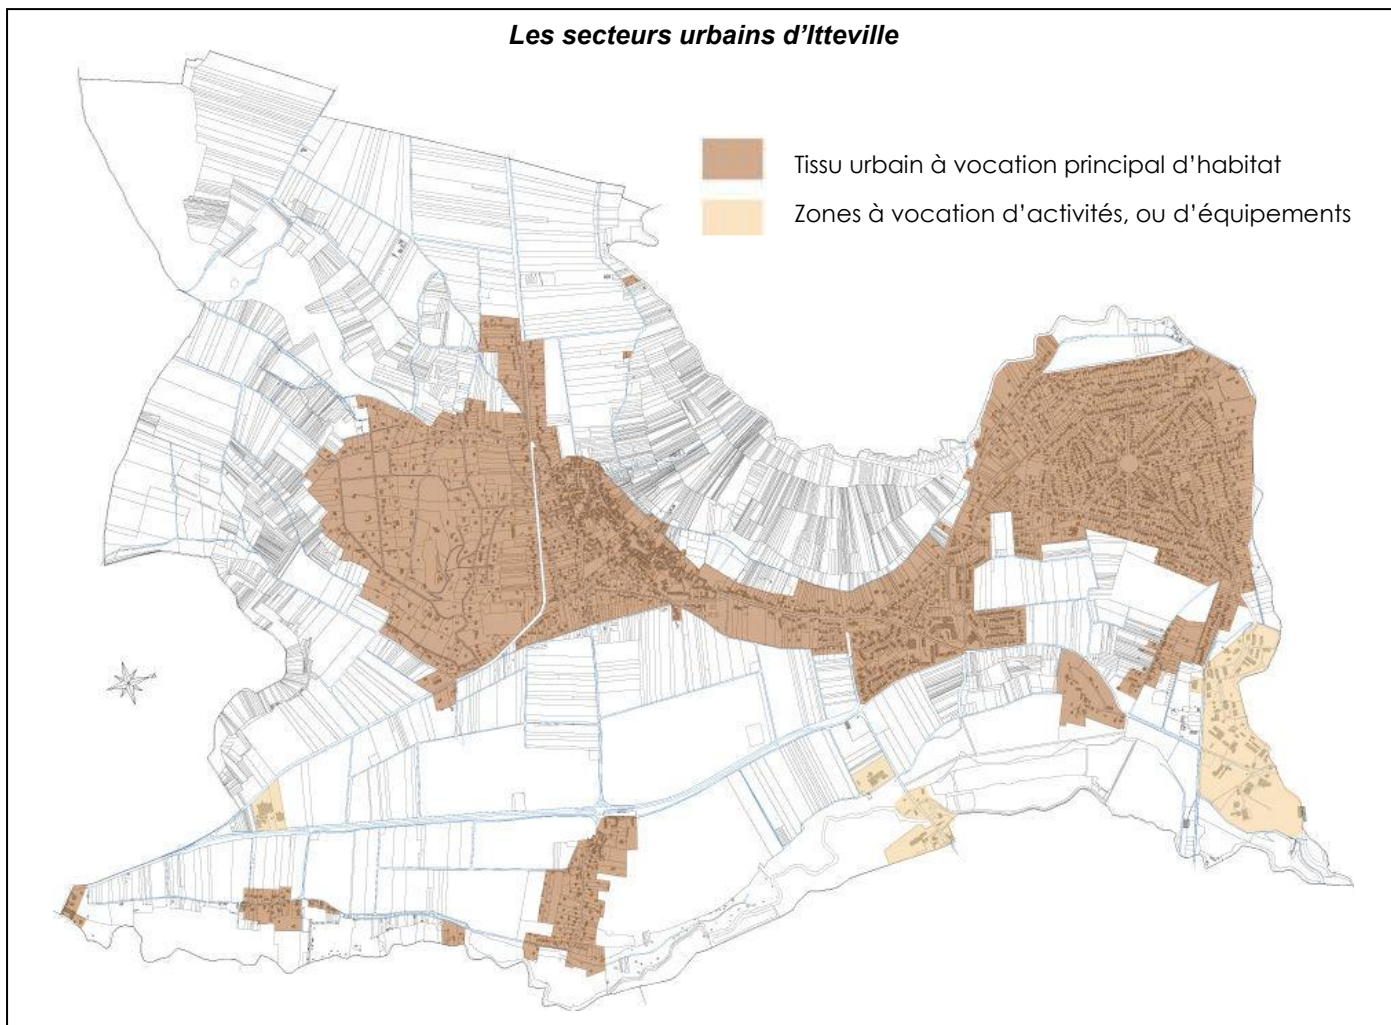 Les secteurs urbains d'Itteville
Tissu urbain à vocation principal d'habitat
Zones à vocation d'activités, ou d'équipements